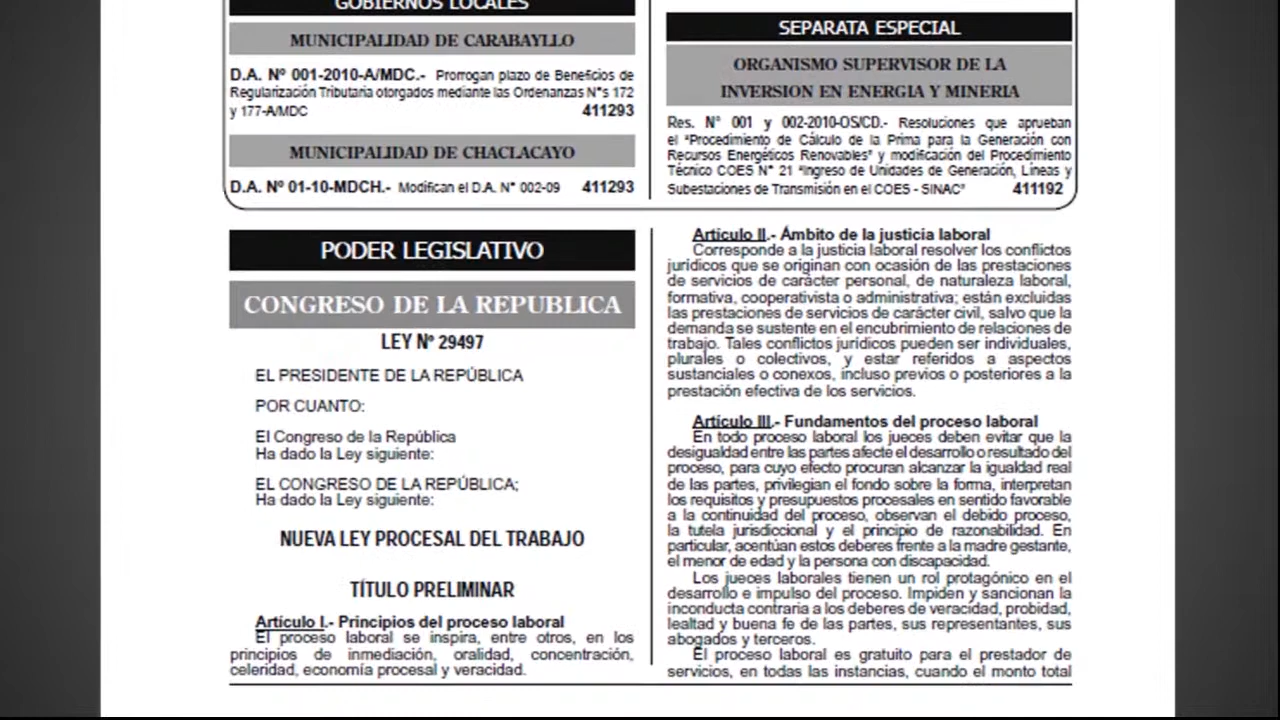 GOBIERNOS LOCALES
MUNICIPALIDAD DE CARABAYLLO
D.A. Nº 001-2010-A/MDC.- Prorrogan plazo de Beneficios de
Regularización Tributaria otorgados mediante las Ordenanzas N°s 172
y 177-A/MDC 411293
MUNICIPALIDAD DE CHACLACAYO
D.A. Nº 01-10-MDCH.- Modifican el D.A. N° 002-09 411293
SEPARATA ESPECIAL
ORGANISMO SUPERVISOR DE LA
INVERSION EN ENERGIA Y MINERIA
Res. N° 001 y 002-2010-OS/CD.- Resoluciones que aprueban
el "Procedimiento de Cálculo de la Prima para la Generación con
Recursos Energéticos Renovables" y modificación del Procedimiento
Técnico COES N° 21 "Ingreso de Unidades de Generación, Líneas y
Subestaciones de Transmisión en el COES - SINAC" 411192
PODER LEGISLATIVO
CONGRESO DE LA REPUBLICA
LEY Nº 29497
EL PRESIDENTE DE LA REPÚBLICA
POR CUANTO:
El Congreso de la República
Ha dado la Ley siguiente:
EL CONGRESO DE LA REPÚBLICA;
Ha dado la Ley siguiente:
NUEVA LEY PROCESAL DEL TRABAJO
TÍTULO PRELIMINAR
Artículo I.- Principios del proceso laboral
El proceso laboral se inspira, entre otros, en los
principios de inmediación, oralidad, concentración,
celeridad, economía procesal y veracidad.
Artículo II.- Ámbito de la justicia laboral
Corresponde a la justicia laboral resolver los conflictos
jurídicos que se originan con ocasión de las prestaciones
de servicios de carácter personal, de naturaleza laboral,
formativa, cooperativista o administrativa; están excluidas
las prestaciones de servicios de carácter civil, salvo que la
demanda se sustente en el encubrimiento de relaciones de
trabajo. Tales conflictos jurídicos pueden ser individuales,
plurales o colectivos, y estar referidos a aspectos
sustanciales o conexos, incluso previos o posteriores a la
prestación efectiva de los servicios.
Artículo III.- Fundamentos del proceso laboral
En todo proceso laboral los jueces deben evitar que la
desigualdad entre las partes afecte el desarrollo o resultado del
proceso, para cuyo efecto procuran alcanzar la igualdad real
de las partes, privilegian el fondo sobre la forma, interpretan
los requisitos y presupuestos procesales en sentido favorable
a la continuidad del proceso, observan el debido proceso,
la tutela jurisdiccional y el principio de razonabilidad. En
particular, acentúan estos deberes frente a la madre gestante,
el menor de edad y la persona con discapacidad.
Los jueces laborales tienen un rol protagónico en el
desarrollo e impulso del proceso. Impiden y sancionan la
inconducta contraria a los deberes de veracidad, probidad,
lealtad y buena fe de las partes, sus representantes, sus
abogados y terceros.
El proceso laboral es gratuito para el prestador de
servicios, en todas las instancias, cuando el monto total